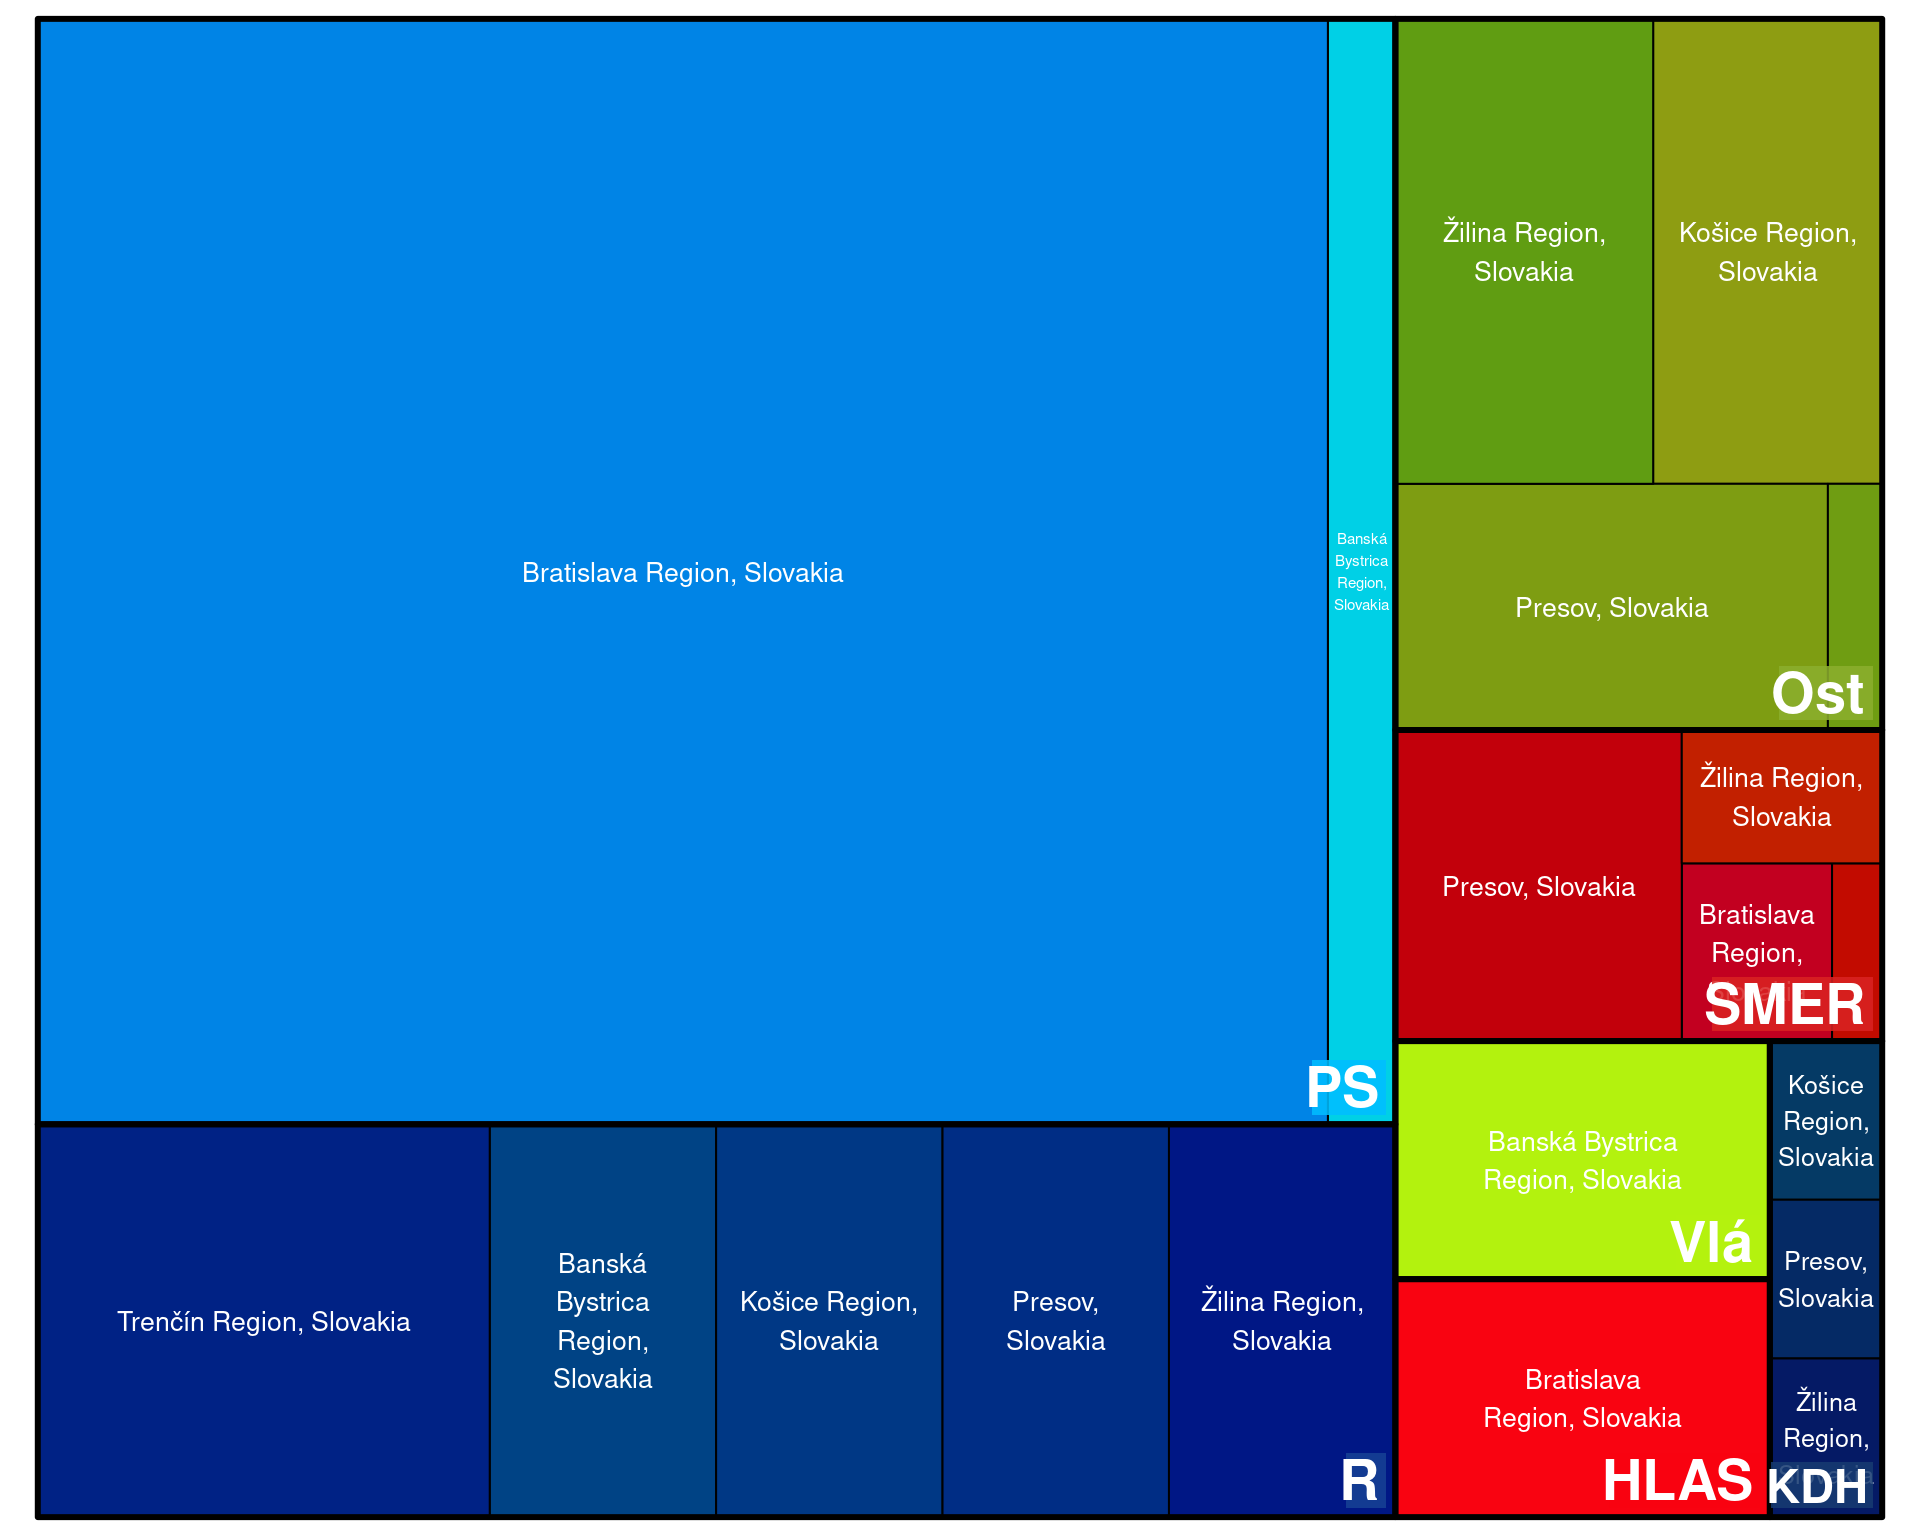 Bratislava Region, Slovakia
Banská
Bystrica
Region,
Slovakia
PS
Trenčín Region, Slovakia
Banská
Bystrica
Region,
Slovakia
Košice Region,
Slovakia
Presov,
Slovakia
Žilina Region,
Slovakia
R
Žilina Region,
Slovakia
Košice Region,
Slovakia
Presov, Slovakia
Ost
Presov, Slovakia
Žilina Region,
Slovakia
Bratislava
Region,
SMER
Banská Bystrica
Region, Slovakia
Vlá
Bratislava
Region, Slovakia
HLAS
Košice
Region,
Slovakia
Presov,
Slovakia
Žilina
Region,
Slovakia
KDH